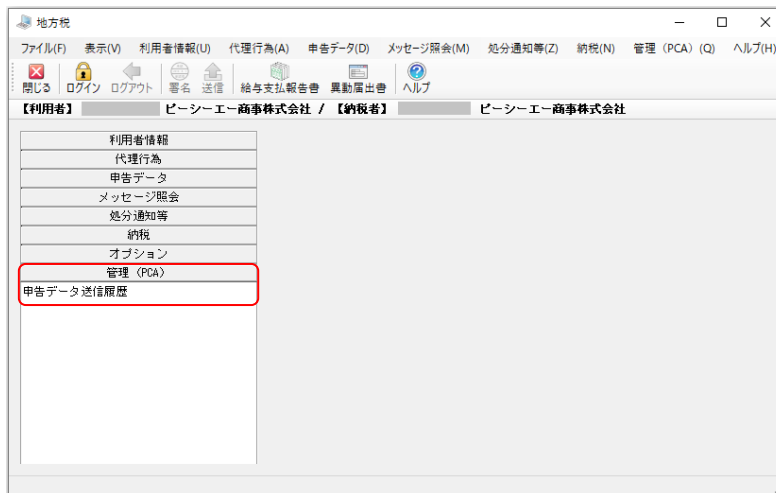 地方税
ファイル(F) 表示(V) 利用者情報(U) 代理行為(A) 申告データ(D) メッセージ照会(M) 処分通知等(Z) 納税(N) 管理（PCA）(Q) ヘルプ(H)
閉じる ログイン ログアウト 署名 送信 給与支払報告書 異動届出書 ヘルプ
【利用者】 ピーシーエー商事株式会社 / 【納税者】 ピーシーエー商事株式会社
利用者情報
代理行為
申告データ
メッセージ照会
処分通知等
納税
オプション
管理（PCA）
申告データ送信履歴